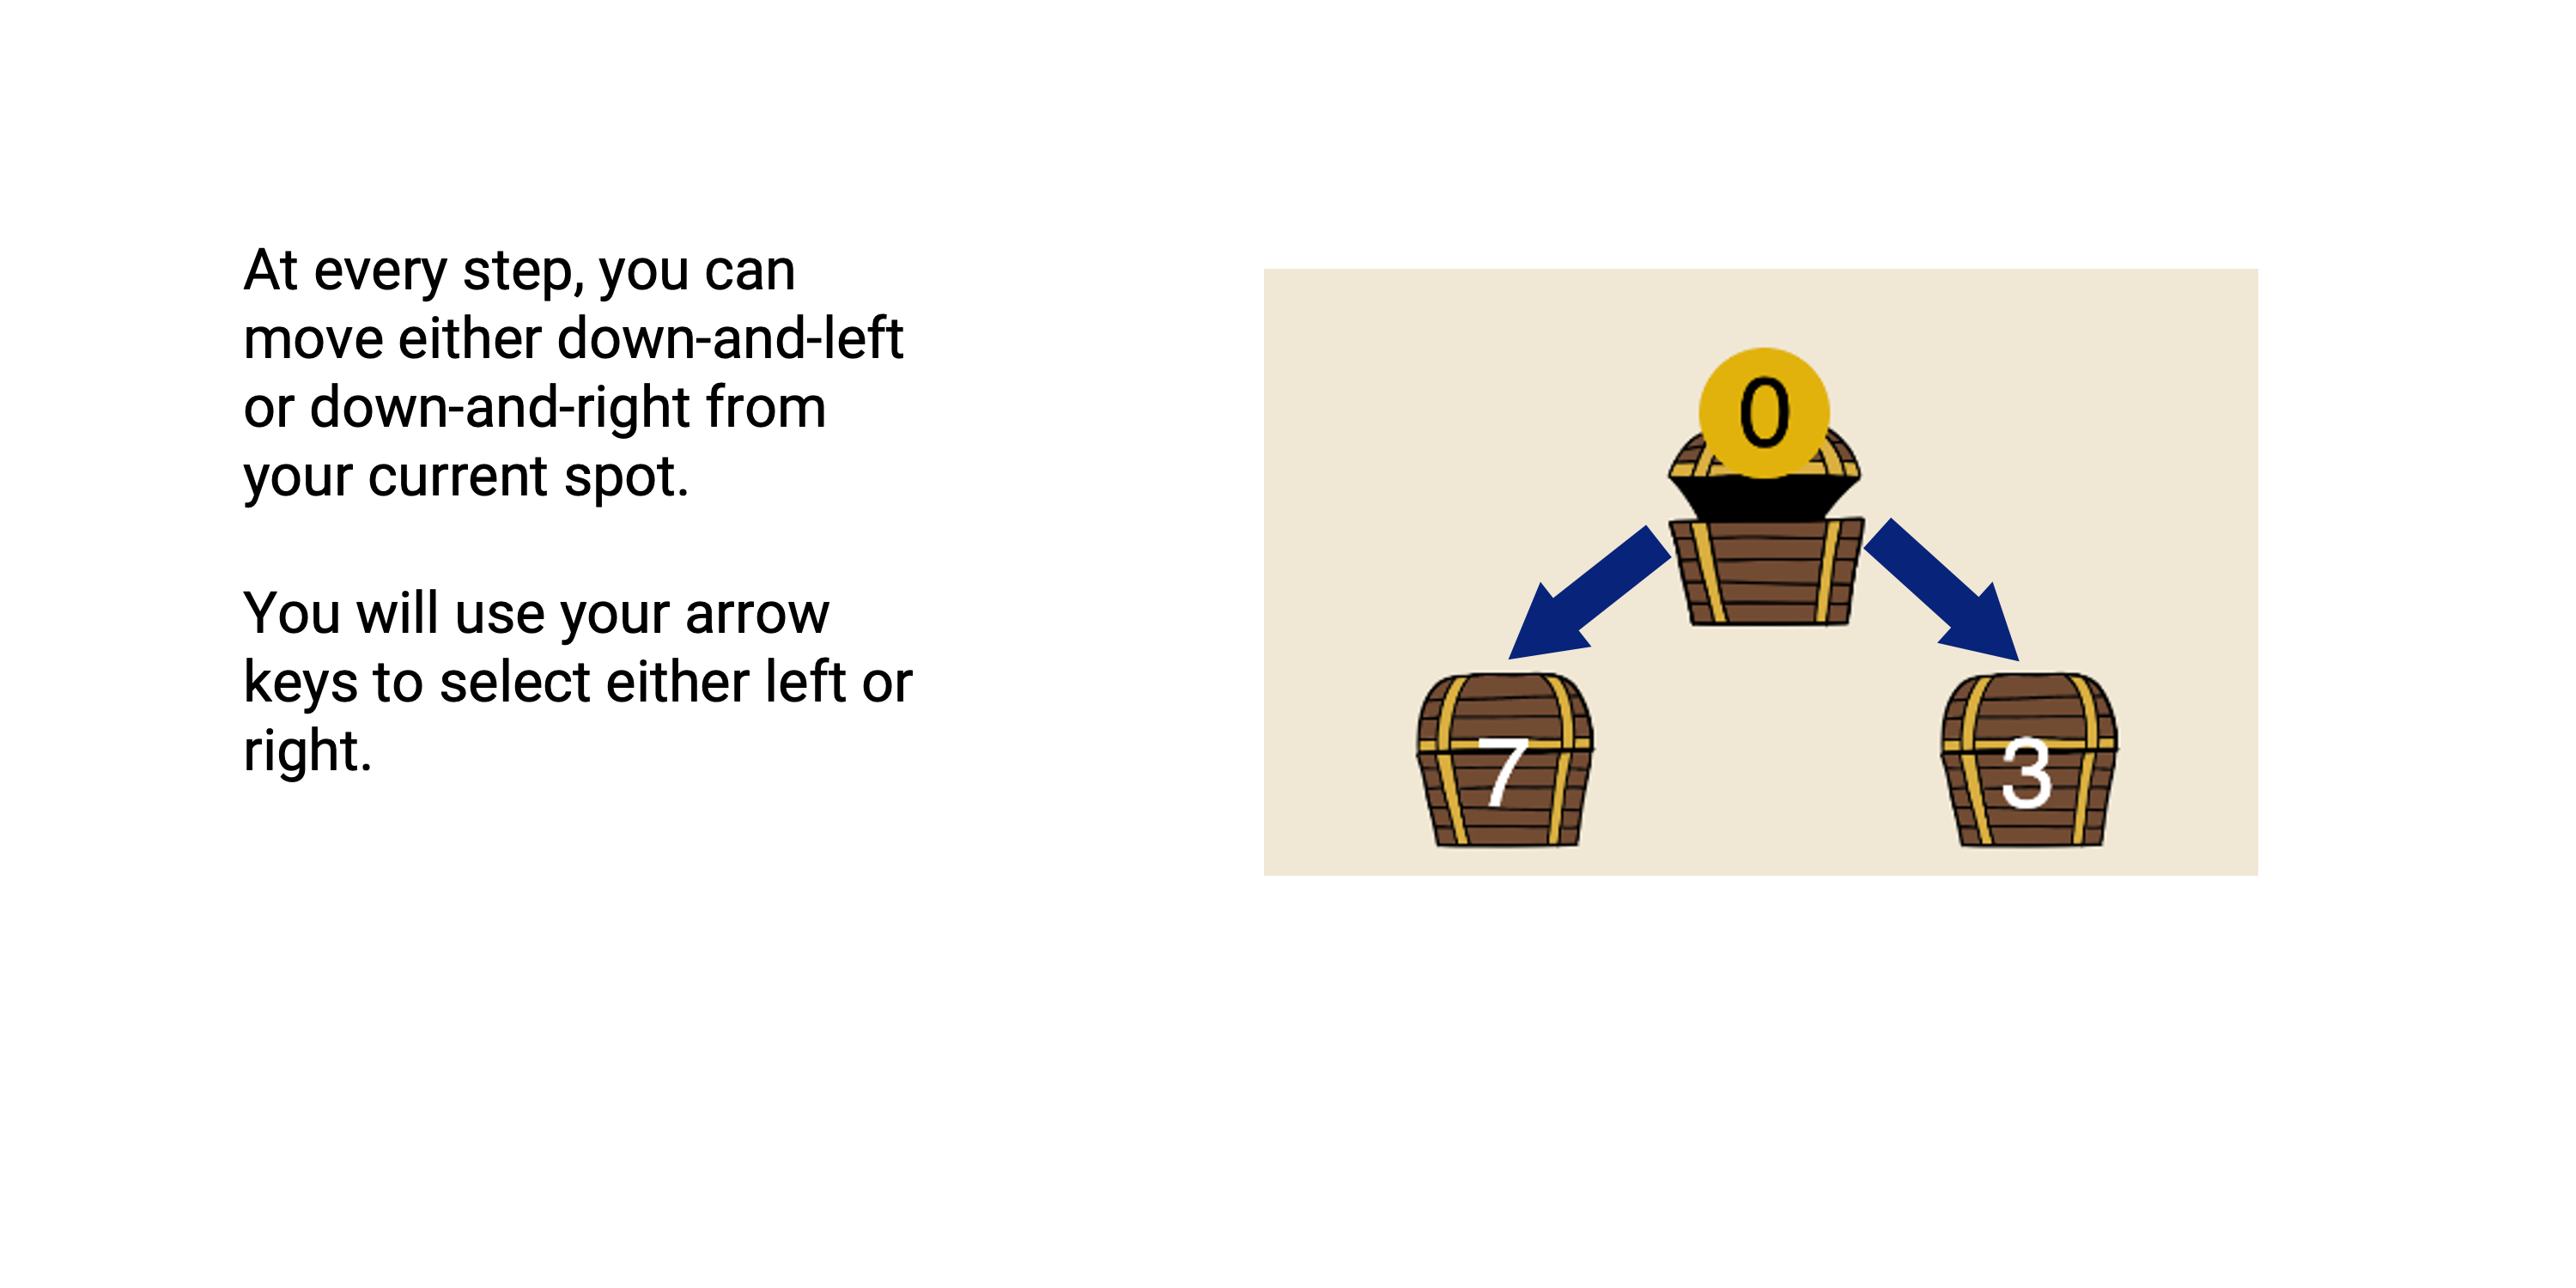 At every step, you can
move either down-and-left
or down-and-right from
your current spot.
You will use your arrow
keys to select either left or
right.
0
7
3